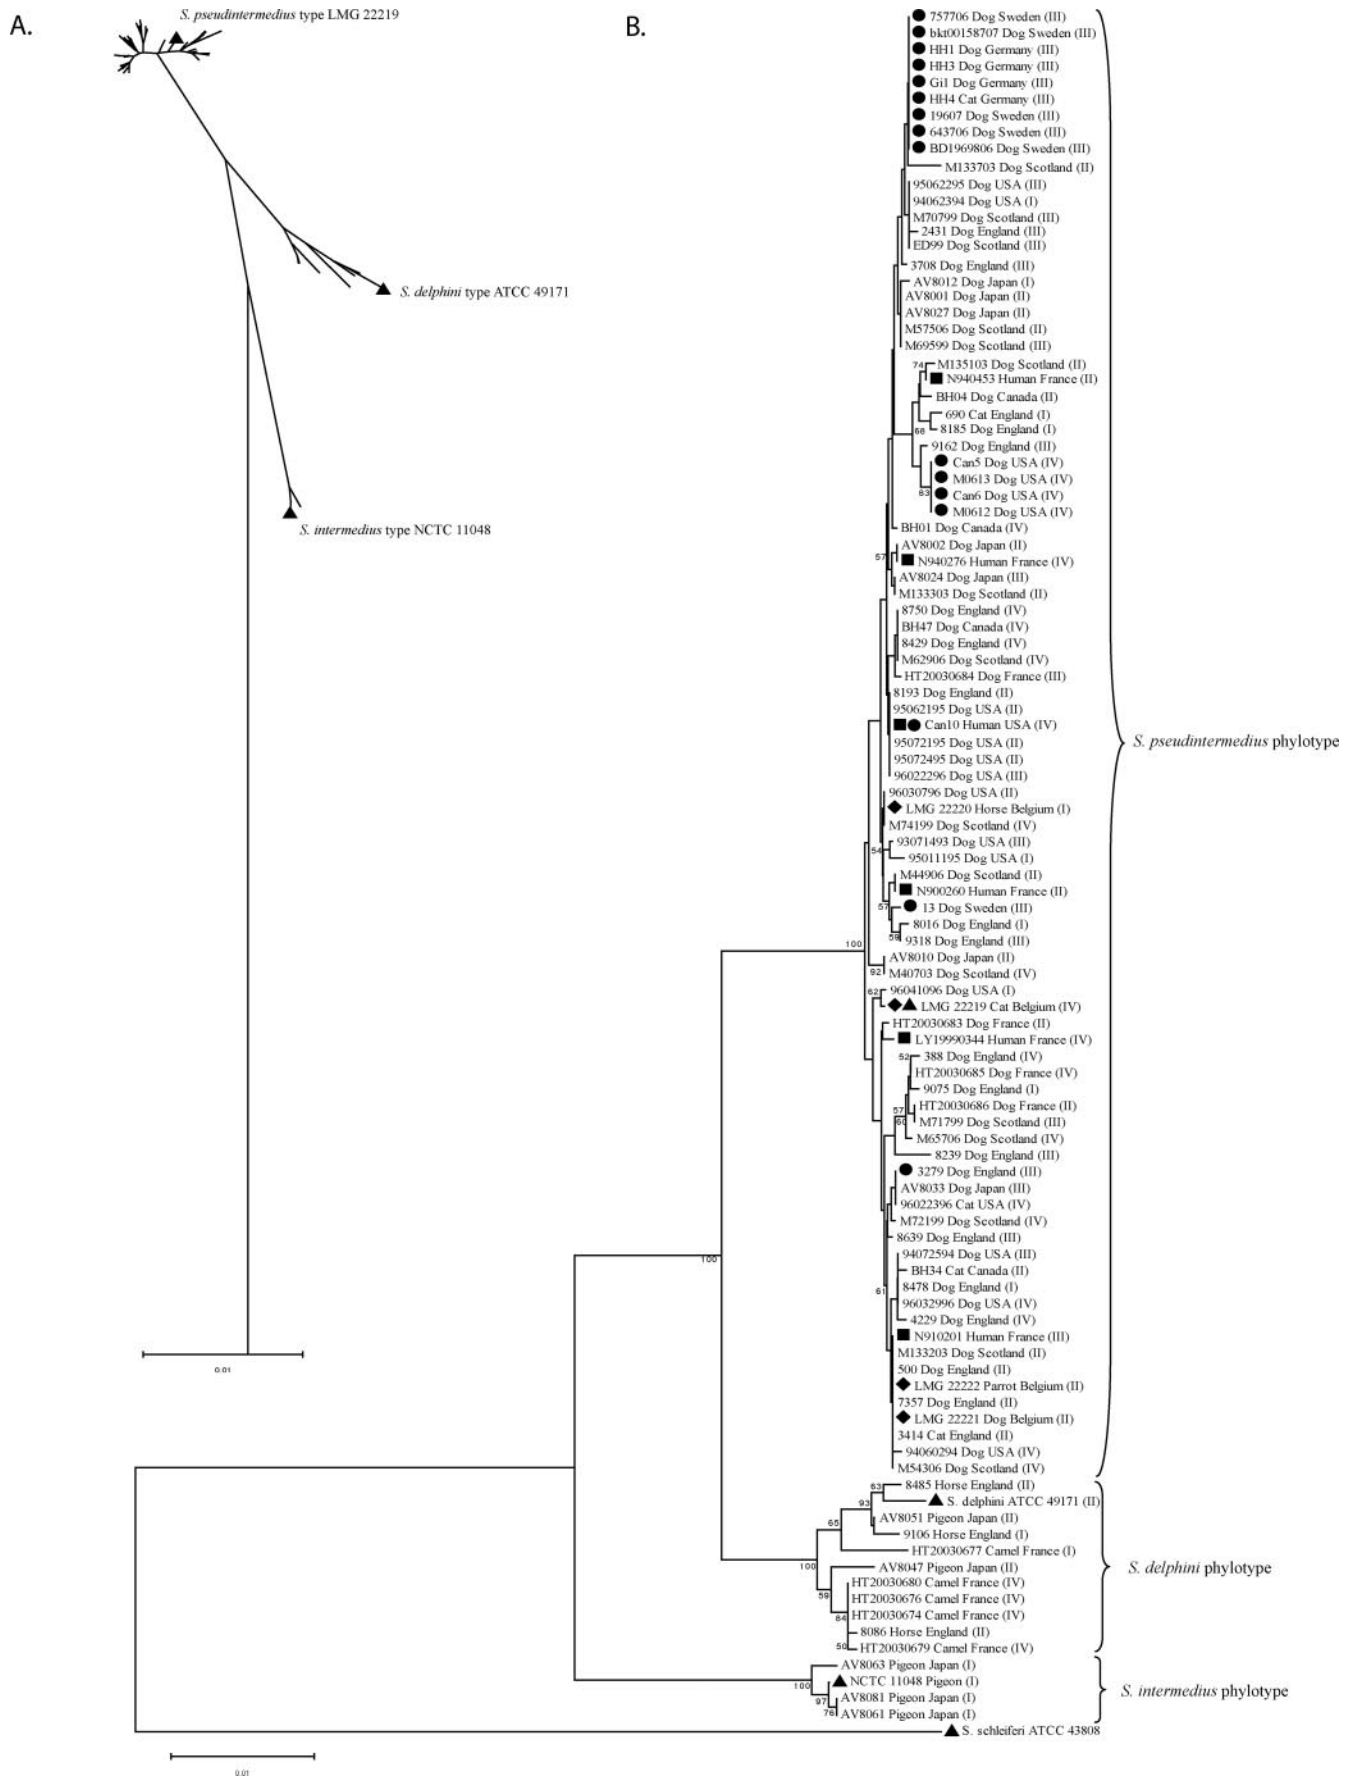 A.
S. pseudintermedius type LMG 22219
S. delphini type ATCC 49171
S. intermedius type NCTC 11048
0.01
B.
757706 Dog Sweden (III)
bkt00158707 Dog Sweden (III)
HH1 Dog Germany (III)
HH3 Dog Germany (III)
Gi1 Dog Germany (III)
HH4 Cat Germany (III)
19607 Dog Sweden (III)
643706 Dog Sweden (III)
BD1969806 Dog Sweden (III)
M133703 Dog Scotland (II)
95062295 Dog USA (III)
94062394 Dog USA (I)
M70799 Dog Scotland (III)
2431 Dog England (III)
ED99 Dog Scotland (III)
3708 Dog England (III)
AV8012 Dog Japan (I)
AV8001 Dog Japan (II)
AV8027 Dog Japan (II)
M57506 Dog Scotland (II)
M69599 Dog Scotland (III)
74
M135103 Dog Scotland (II)
N940453 Human France (II)
BH04 Dog Canada (II)
690 Cat England (I)
68
8185 Dog England (I)
9162 Dog England (III)
Can5 Dog USA (IV)
M0613 Dog USA (IV)
63
Can6 Dog USA (IV)
M0612 Dog USA (IV)
BH01 Dog Canada (IV)
AV8002 Dog Japan (II)
57
N940276 Human France (IV)
AV8024 Dog Japan (III)
M133303 Dog Scotland (II)
8750 Dog England (IV)
BH47 Dog Canada (IV)
8429 Dog England (IV)
M62906 Dog Scotland (IV)
HT20030684 Dog France (III)
8193 Dog England (II)
95062195 Dog USA (II)
Can10 Human USA (IV)
95072195 Dog USA (II)
95072495 Dog USA (II)
96022296 Dog USA (III)
96030796 Dog USA (II)
LMG 22220 Horse Belgium (I)
M74199 Dog Scotland (IV)
93071493 Dog USA (III)
54
95011195 Dog USA (I)
M44906 Dog Scotland (II)
N900260 Human France (II)
57
13 Dog Sweden (III)
8016 Dog England (I)
59
9318 Dog England (III)
100
AV8010 Dog Japan (II)
92
M40703 Dog Scotland (IV)
62
96041096 Dog USA (I)
LMG 22219 Cat Belgium (IV)
HT20030683 Dog France (II)
LY19990344 Human France (IV)
52
388 Dog England (IV)
HT20030685 Dog France (IV)
9075 Dog England (I)
57
HT20030686 Dog France (II)
60
M71799 Dog Scotland (III)
M65706 Dog Scotland (IV)
8239 Dog England (III)
3279 Dog England (III)
AV8033 Dog Japan (III)
96022396 Cat USA (IV)
M72199 Dog Scotland (IV)
8639 Dog England (III)
100
94072594 Dog USA (III)
BH34 Cat Canada (II)
61
8478 Dog England (I)
96032996 Dog USA (IV)
4229 Dog England (IV)
N910201 Human France (III)
M133203 Dog Scotland (II)
500 Dog England (II)
LMG 22222 Parrot Belgium (II)
7357 Dog England (II)
LMG 22221 Dog Belgium (II)
3414 Cat England (II)
94060294 Dog USA (IV)
M54306 Dog Scotland (IV)
S. pseudintermedius phylotype
63
8485 Horse England (II)
93
S. delphini ATCC 49171 (II)
65
AV8051 Pigeon Japan (II)
9106 Horse England (I)
HT20030677 Camel France (I)
100
AV8047 Pigeon Japan (II)
HT20030680 Camel France (IV)
59
HT20030676 Camel France (IV)
84
HT20030674 Camel France (IV)
8086 Horse England (II)
50
HT20030679 Camel France (IV)
S. delphini phylotype
AV8063 Pigeon Japan (I)
100
NCTC 11048 Pigeon (I)
97
AV8081 Pigeon Japan (I)
76
AV8061 Pigeon Japan (I)
S. intermedius phylotype
S. schleiferi ATCC 43808
0.01